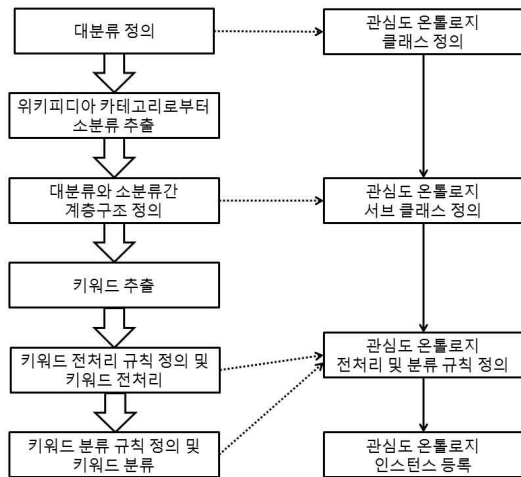 대분류 정의
관심도 온톨로지
클래스 정의
위키피디아 카테고리로부터
소분류 추출
대분류와 소분류간
계층구조 정의
관심도 온톨로지
서브 클래스 정의
키워드 추출
키워드 전처리 규칙 정의 및
키워드 전처리
관심도 온톨로지
전처리 및 분류 규칙 정의
키워드 분류 규칙 정의 및
키워드 분류
관심도 온톨로지
인스턴스 등록